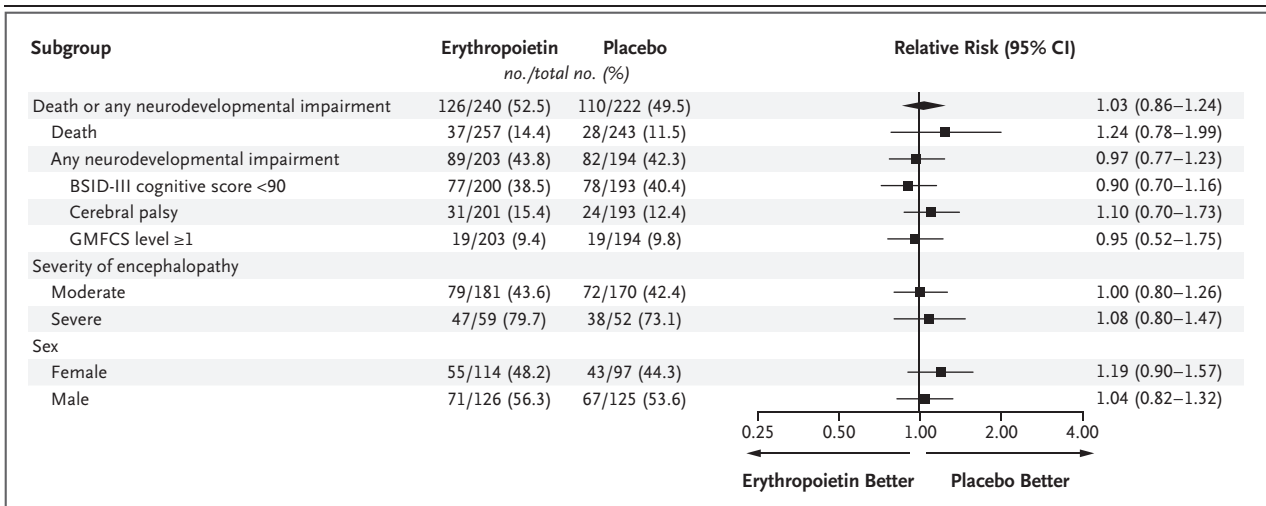 Subgroup Erythropoietin Placebo Relative Risk (95% CI)
no./total no. (%)
Death or any neurodevelopmental impairment 126/240 (52.5) 110/222 (49.5) 1.03 (0.86–1.24)
Death 37/257 (14.4) 28/243 (11.5) 1.24 (0.78–1.99)
Any neurodevelopmental impairment 89/203 (43.8) 82/194 (42.3) 0.97 (0.77–1.23)
BSID-III cognitive score <90 77/200 (38.5) 78/193 (40.4) 0.90 (0.70–1.16)
Cerebral palsy 31/201 (15.4) 24/193 (12.4) 1.10 (0.70–1.73)
GMFCS level ≥1 19/203 (9.4) 19/194 (9.8) 0.95 (0.52–1.75)
Severity of encephalopathy
Moderate 79/181 (43.6) 72/170 (42.4) 1.00 (0.80–1.26)
Severe 47/59 (79.7) 38/52 (73.1) 1.08 (0.80–1.47)
Sex
Female 55/114 (48.2) 43/97 (44.3) 1.19 (0.90–1.57)
Male 71/126 (56.3) 67/125 (53.6) 1.04 (0.82–1.32)
0.25 0.50 1.00 2.00 4.00
Erythropoietin Better Placebo Better